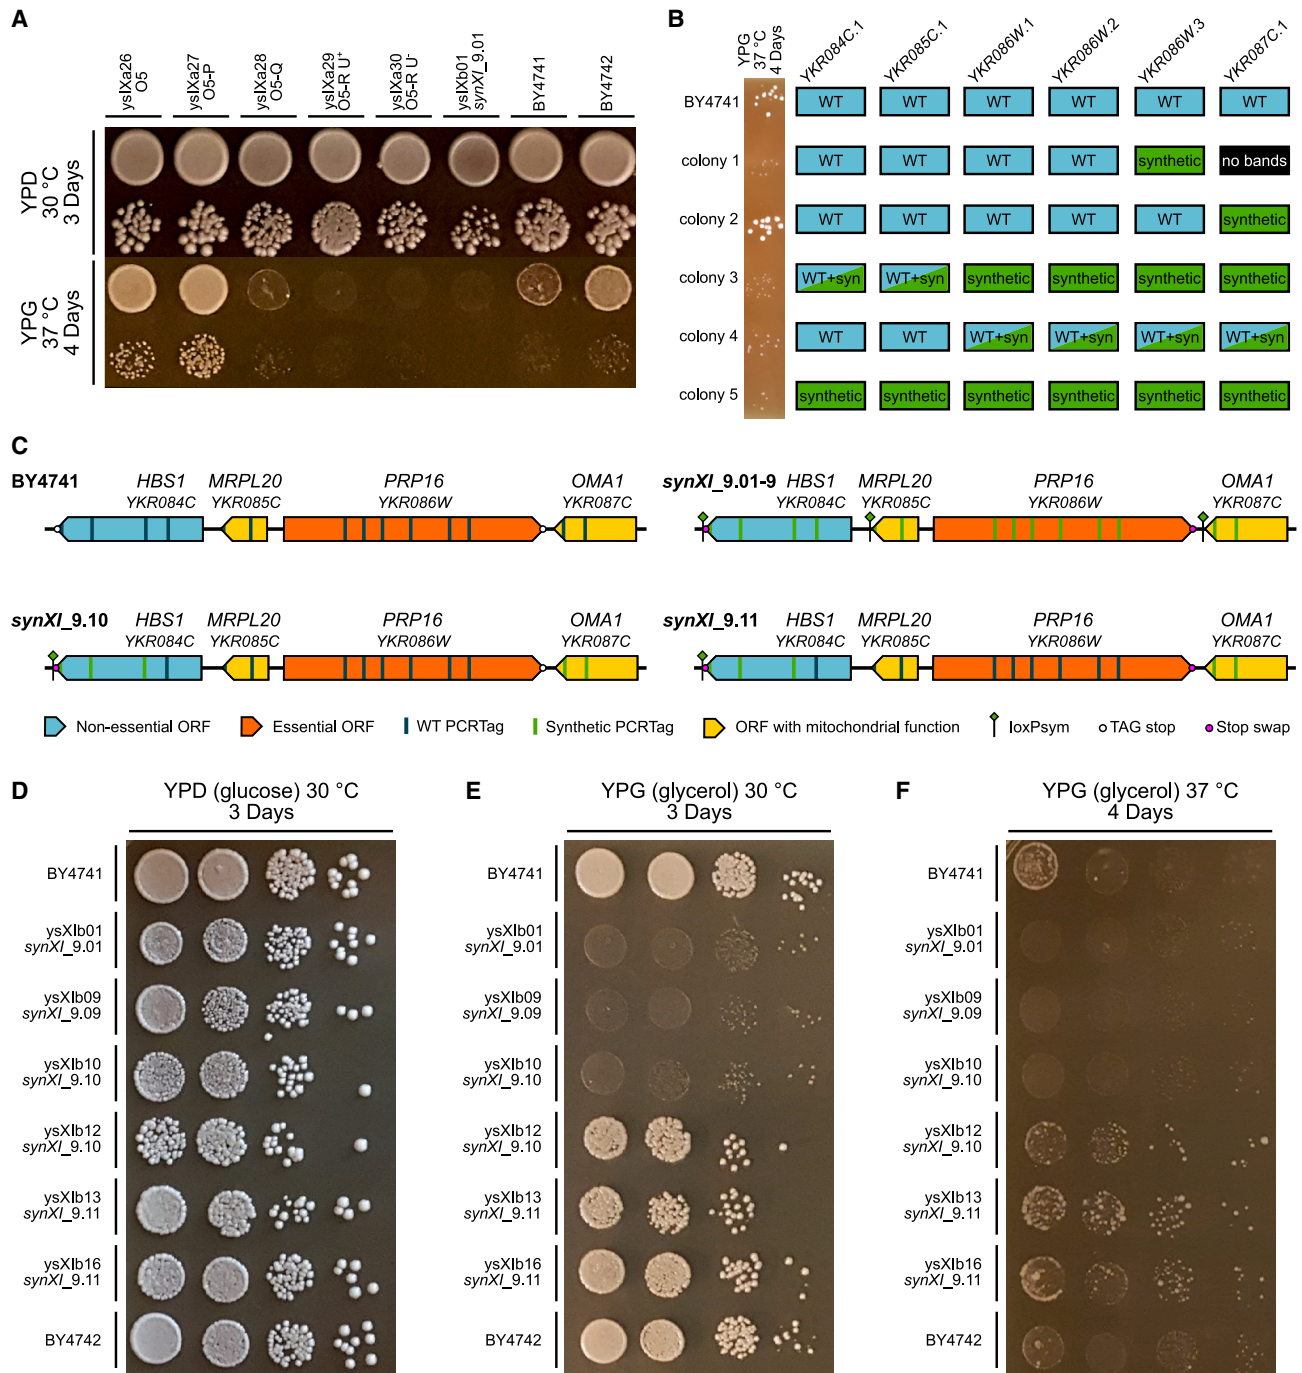 A
ysIXa26 O5
ysIXa27 O5-P
ysIXa28 O5-Q
ysIXa29 O5-R U+
ysIXa30 O5-R U-
ysIXb01 synXI_9.01
BY4741
BY4742
YPD
30 °C
3 Days
YPG
37 °C
4 Days
B
YPG
37 °C
4 Days
YKR084C.1
YKR085C.1
YKR086W.1
YKR086W.2
YKR086W.3
YKR087C.1
BY4741 WT WT WT WT WT WT
colony 1 WT WT WT WT synthetic no bands
colony 2 WT WT WT WT WT synthetic
colony 3 WT+syn WT+syn synthetic synthetic synthetic synthetic
colony 4 WT WT WT+syn WT+syn WT+syn WT+syn
colony 5 synthetic synthetic synthetic synthetic synthetic synthetic
C
BY4741 HBS1 MRPL20 PRP16 OMA1
YKR084C YKR085C YKR086W YKR087C
synXI_9.01-9 HBS1 MRPL20 PRP16 OMA1
YKR084C YKR085C YKR086W YKR087C
synXI_9.10 HBS1 MRPL20 PRP16 OMA1
YKR084C YKR085C YKR086W YKR087C
synXI_9.11 HBS1 MRPL20 PRP16 OMA1
YKR084C YKR085C YKR086W YKR087C
Non-essential ORF Essential ORF WT PCRTag Synthetic PCRTag ORF with mitochondrial function loxPsym TAG stop Stop swap
D
YPD (glucose) 30 °C
3 Days
BY4741
ysXIb01
synXI_9.01
ysXIb09
synXI_9.09
ysXIb10
synXI_9.10
ysXIb12
synXI_9.10
ysXIb13
synXI_9.11
ysXIb16
synXI_9.11
BY4742
E
YPG (glycerol) 30 °C
3 Days
BY4741
ysXIb01
synXI_9.01
ysXIb09
synXI_9.09
ysXIb10
synXI_9.10
ysXIb12
synXI_9.10
ysXIb13
synXI_9.11
ysXIb16
synXI_9.11
BY4742
F
YPG (glycerol) 37 °C
4 Days
BY4741
ysXIb01
synXI_9.01
ysXIb09
synXI_9.09
ysXIb10
synXI_9.10
ysXIb12
synXI_9.10
ysXIb13
synXI_9.11
ysXIb16
synXI_9.11
BY4742